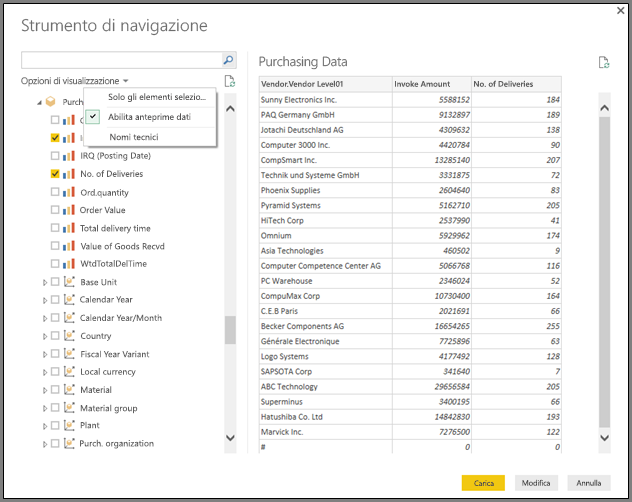 Strumento di navigazione
Opzioni di visualizzazione
Solo gli elementi selezio...
Abilita anteprime dati
Nomi tecnici
Purch
I
IRQ (Posting Date)
No. of Deliveries
Ord.quantity
Order Value
Total delivery time
Value of Goods Recvd
WtdTotalDelTime
Base Unit
Calendar Year
Calendar Year/Month
Country
Fiscal Year Variant
Local currency
Material
Material group
Plant
Purch. organization
Purchasing Data
Vendor.Vendor Level01 Invoke Amount No. of Deliveries
Sunny Electronics Inc. 5588152 184
PAQ Germany GmbH 9132897 189
Jotachi Deutschland AG 4309632 138
Computer 3000 Inc. 4420784 90
CompSmart Inc. 13285140 207
Technik und Systeme GmbH 3331875 72
Phoenix Supplies 2604640 83
Pyramid Systems 5162710 205
HiTech Corp 2537990 41
Omnium 5929962 174
Asia Technologies 460502 9
Computer Competence Center AG 5066768 116
PC Warehouse 2346024 52
CompuMax Corp 10730400 164
C.E.B Paris 2021691 66
Becker Components AG 16654265 255
Générale Electronique 7725896 63
Logo Systems 4177492 128
SAPSOTA Corp 341640 7
ABC Technology 29656584 205
Superminus 3400195 66
Hatushiba Co. Ltd 14842830 193
Marvick Inc. 7276500 122
# 0 0
Carica Modifica Annulla